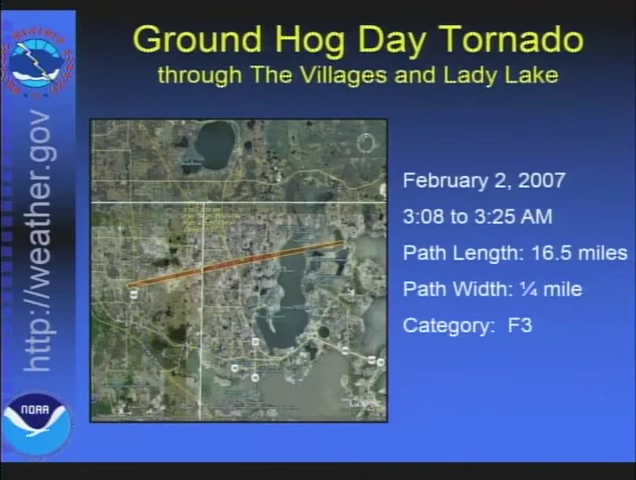 Ground Hog Day Tornado
through The Villages and Lady Lake
http://weather.gov
February 2, 2007
3:08 to 3:25 AM
Path Length: 16.5 miles
Path Width: ¼ mile
Category: F3
NOAA